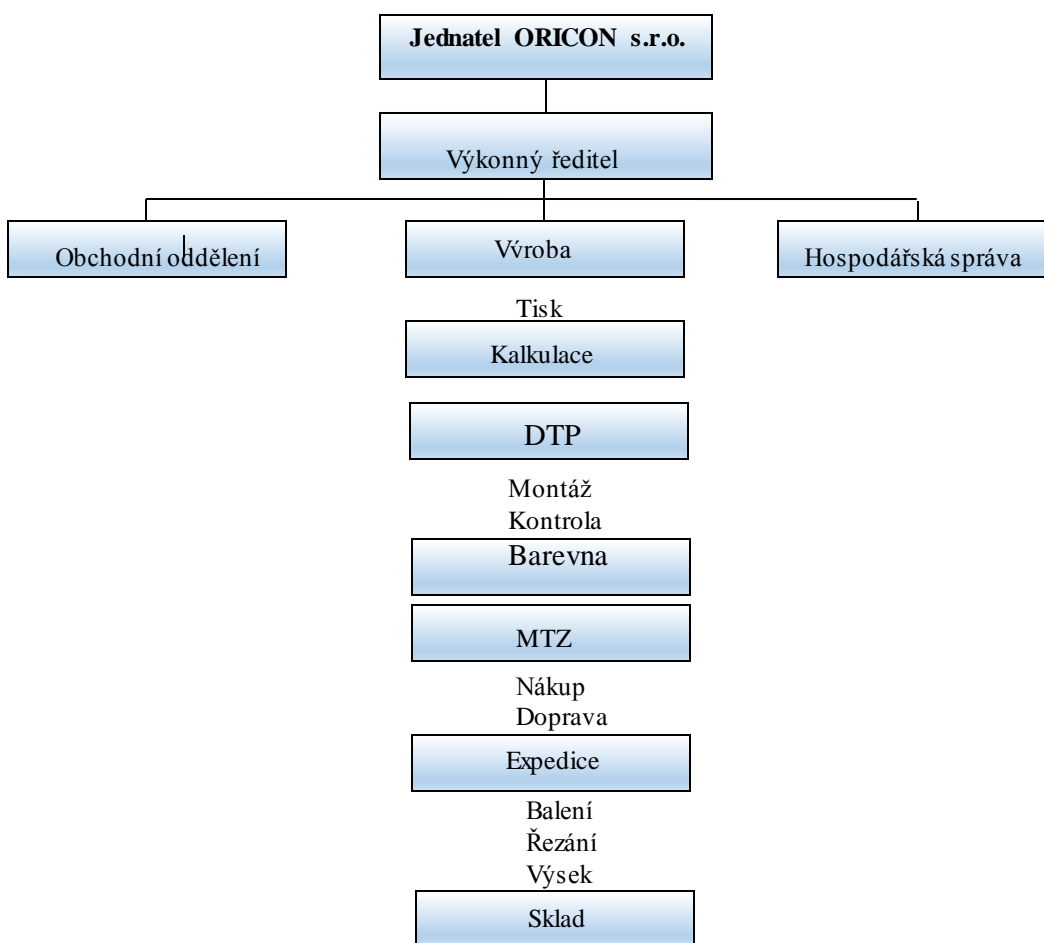 Jednatel ORICON s.r.o.
Výkonný ředitel
Obchodní oddělení
Výroba
Hospodářská správa
Tisk
Kalkulace
DTP
Montáž
Kontrola
Barevna
MTZ
Nákup
Doprava
Expedice
Balení
Řezání
Výsek
Sklad